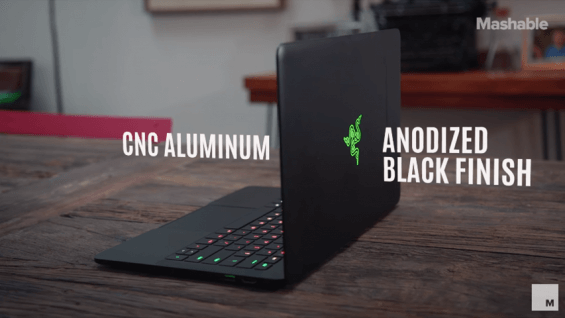 Mashable
CNC ALUMINUM
ANODIZED
BLACK FINISH
M